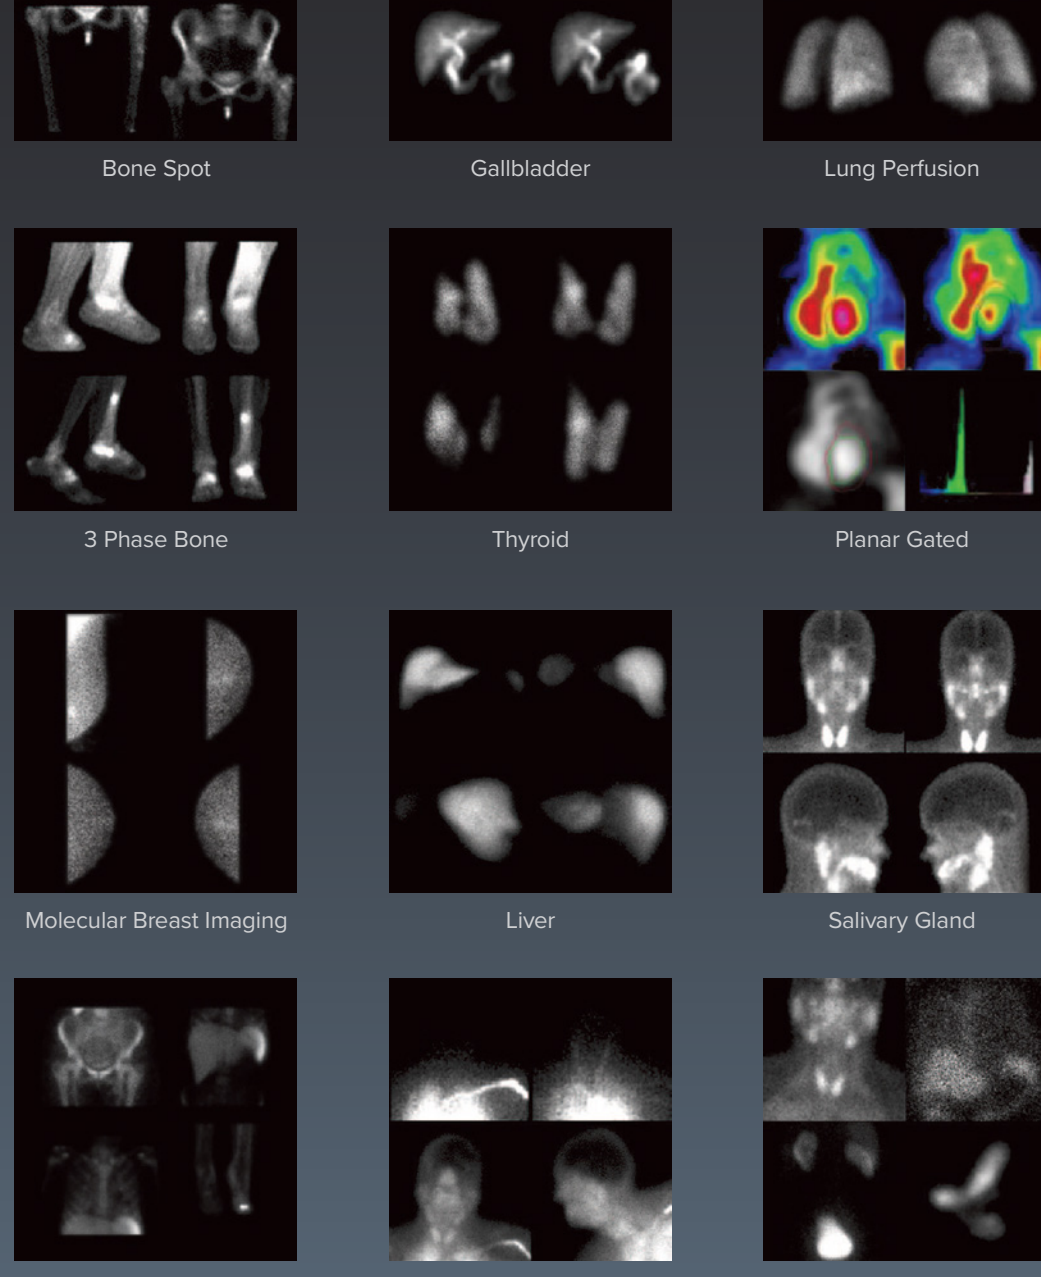 Bone Spot
Gallbladder
Lung Perfusion
3 Phase Bone
Thyroid
Planar Gated
Molecular Breast Imaging
Liver
Salivary Gland